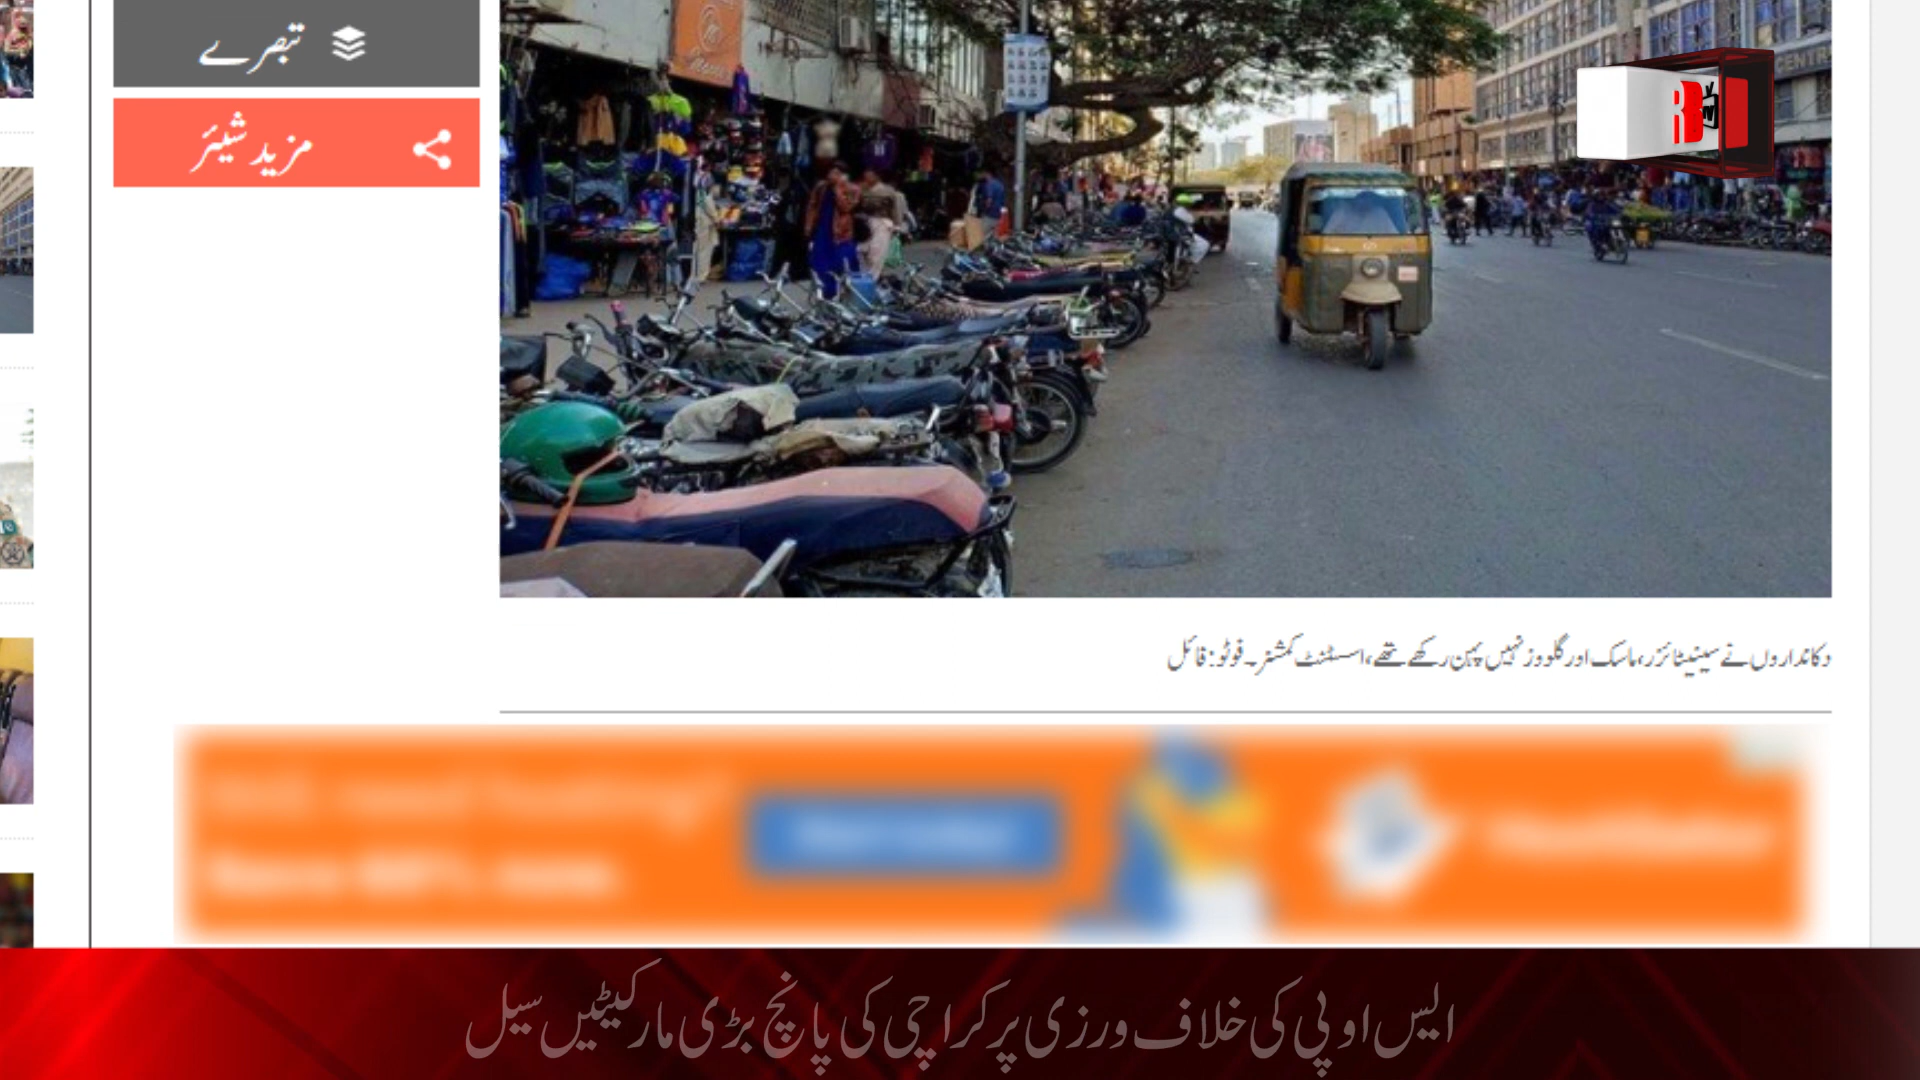 تبصرے
مزید شیئر
CENTR
دکانداروں نے سینیٹائزر، ماسک اور گلووز نہیں پہن رکھے تھے، اسسٹنٹ کمشنر۔ فوٹو: فائل
ایس او پی کی خلاف ورزی پر کراچی کی پانچ بڑی مارکیٹیں سیل